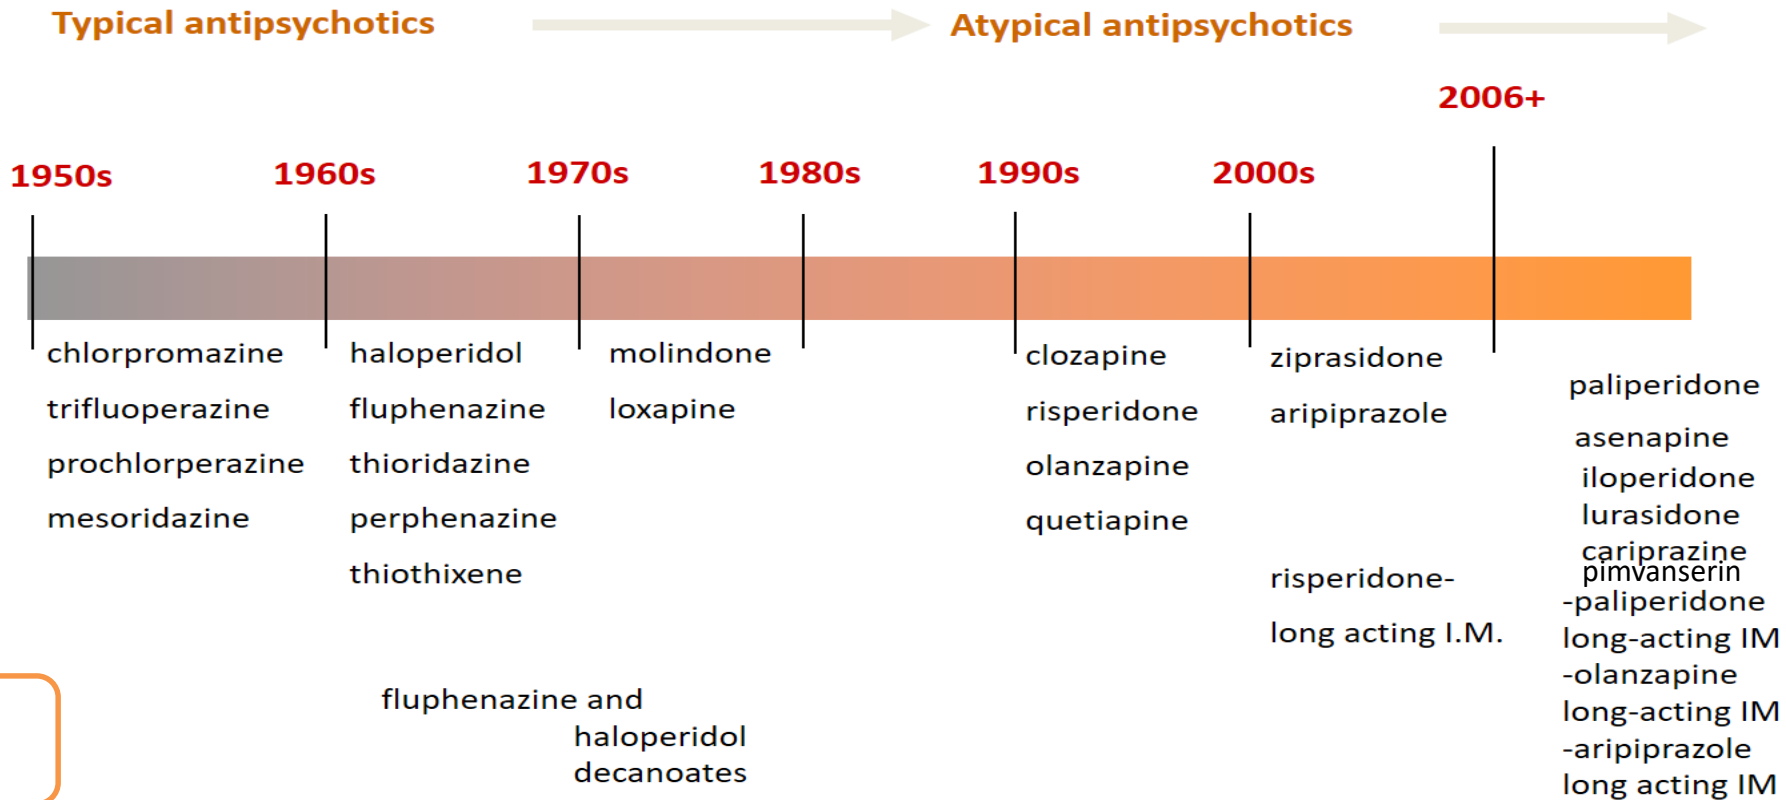 Typical antipsychotics
Atypical antipsychotics
2006+
1950s
1960s
1970s
1980s
1990s
2000s
chlorpromazine
trifluoperazine
prochlorperazine
mesoridazine
haloperidol
fluphenazine
thioridazine
perphenazine
thiothixene
fluphenazine and
haloperidol
decanoates
molindone
loxapine
clozapine
risperidone
olanzapine
quetiapine
ziprasidone
aripiprazole
risperidone-
long acting I.M.
paliperidone
asenapine
iloperidone
lurasidone
cariprazine
pimvanserin
-paliperidone
long-acting IM
-olanzapine
long-acting IM
-aripiprazole
long acting IM